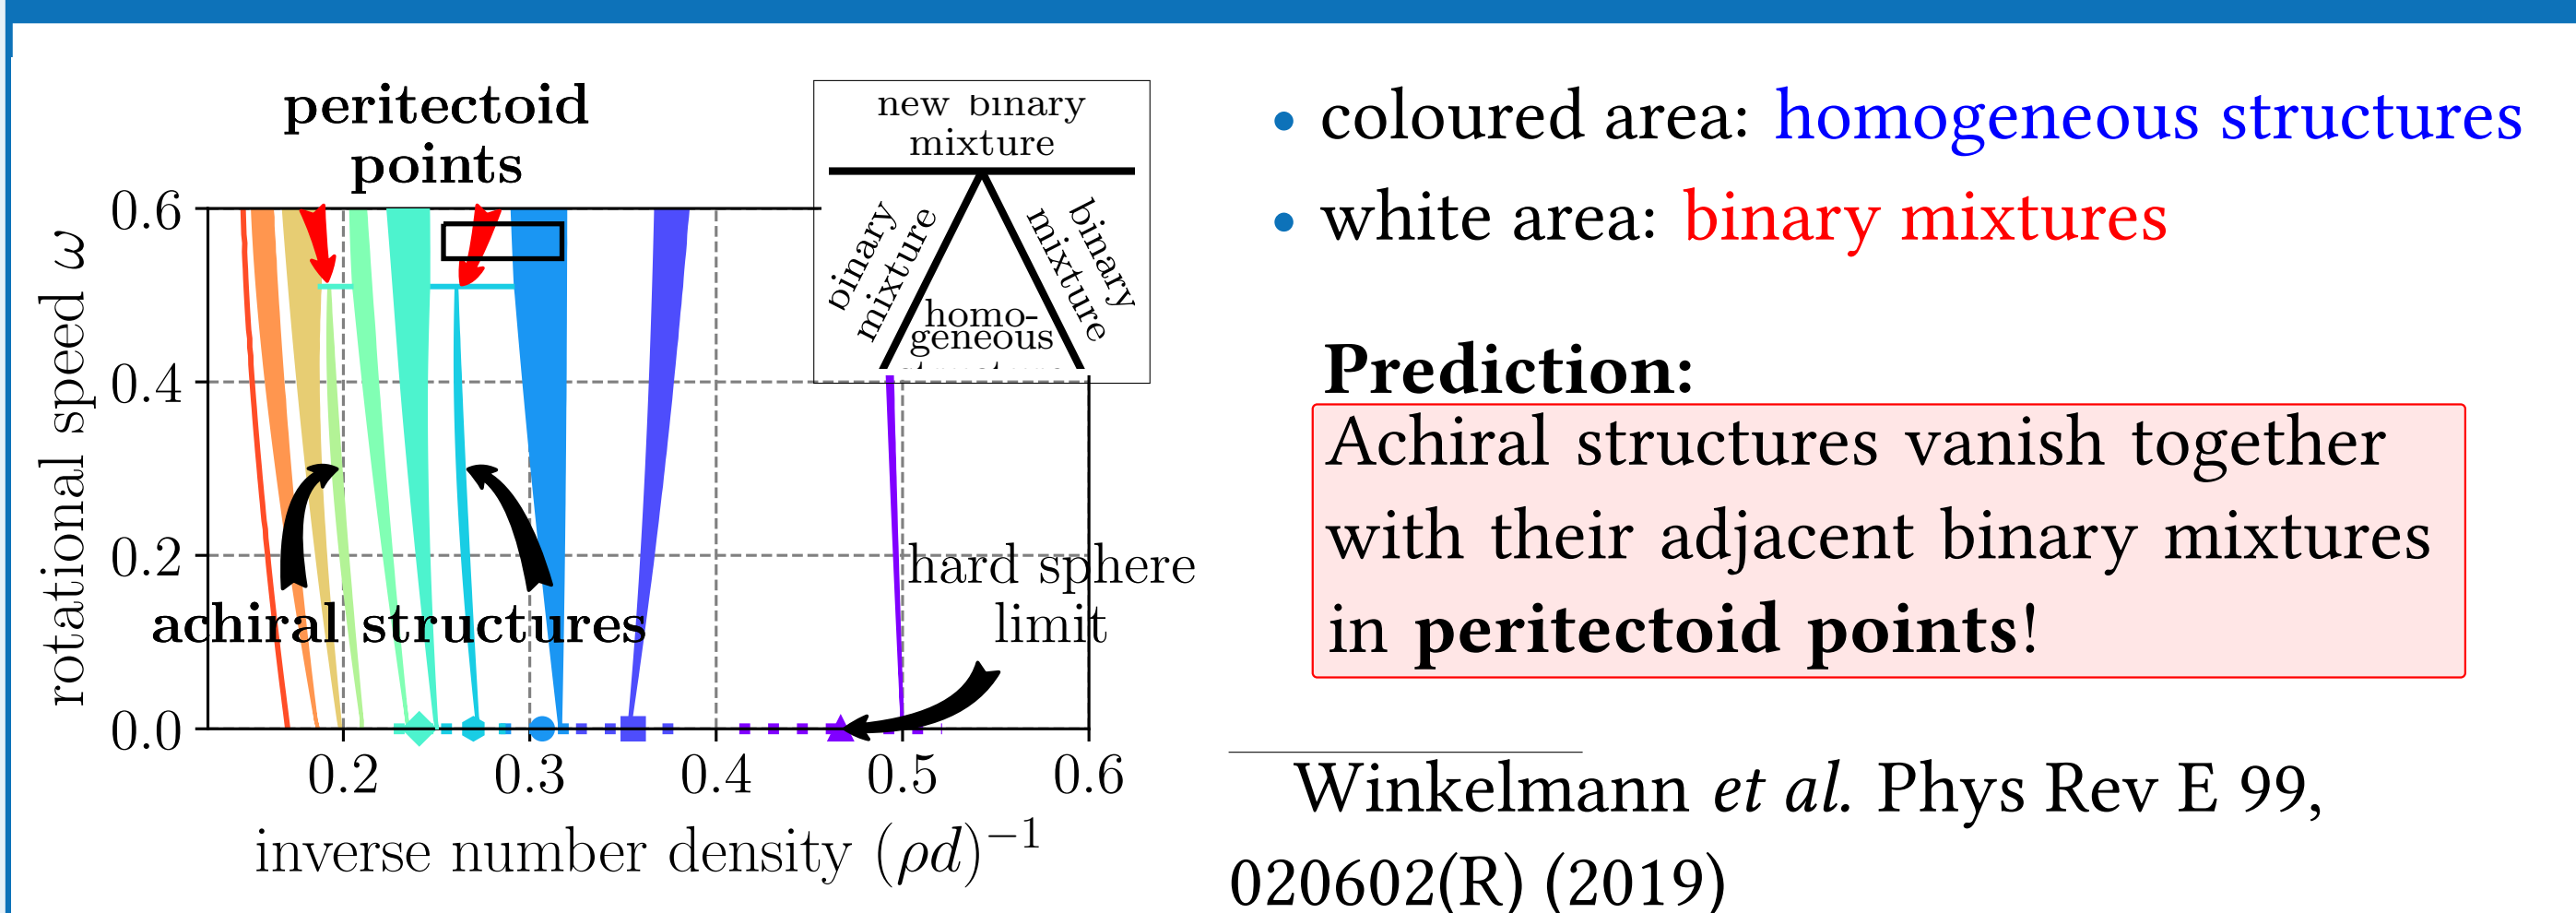 peritectoid
points
new binary
mixture
binary
mixture
binary
mixture
homo-
geneous
0.6
0.4
0.2
0.0
rotational speed ω
achiral structures
hard sphere
limit
0.2 0.3 0.4 0.5 0.6
inverse number density (ρd)⁻¹
• coloured area: homogeneous structures
• white area: binary mixtures
Prediction:
Achiral structures vanish together
with their adjacent binary mixtures
in peritectoid points!
Winkelmann et al. Phys Rev E 99,
020602(R) (2019)